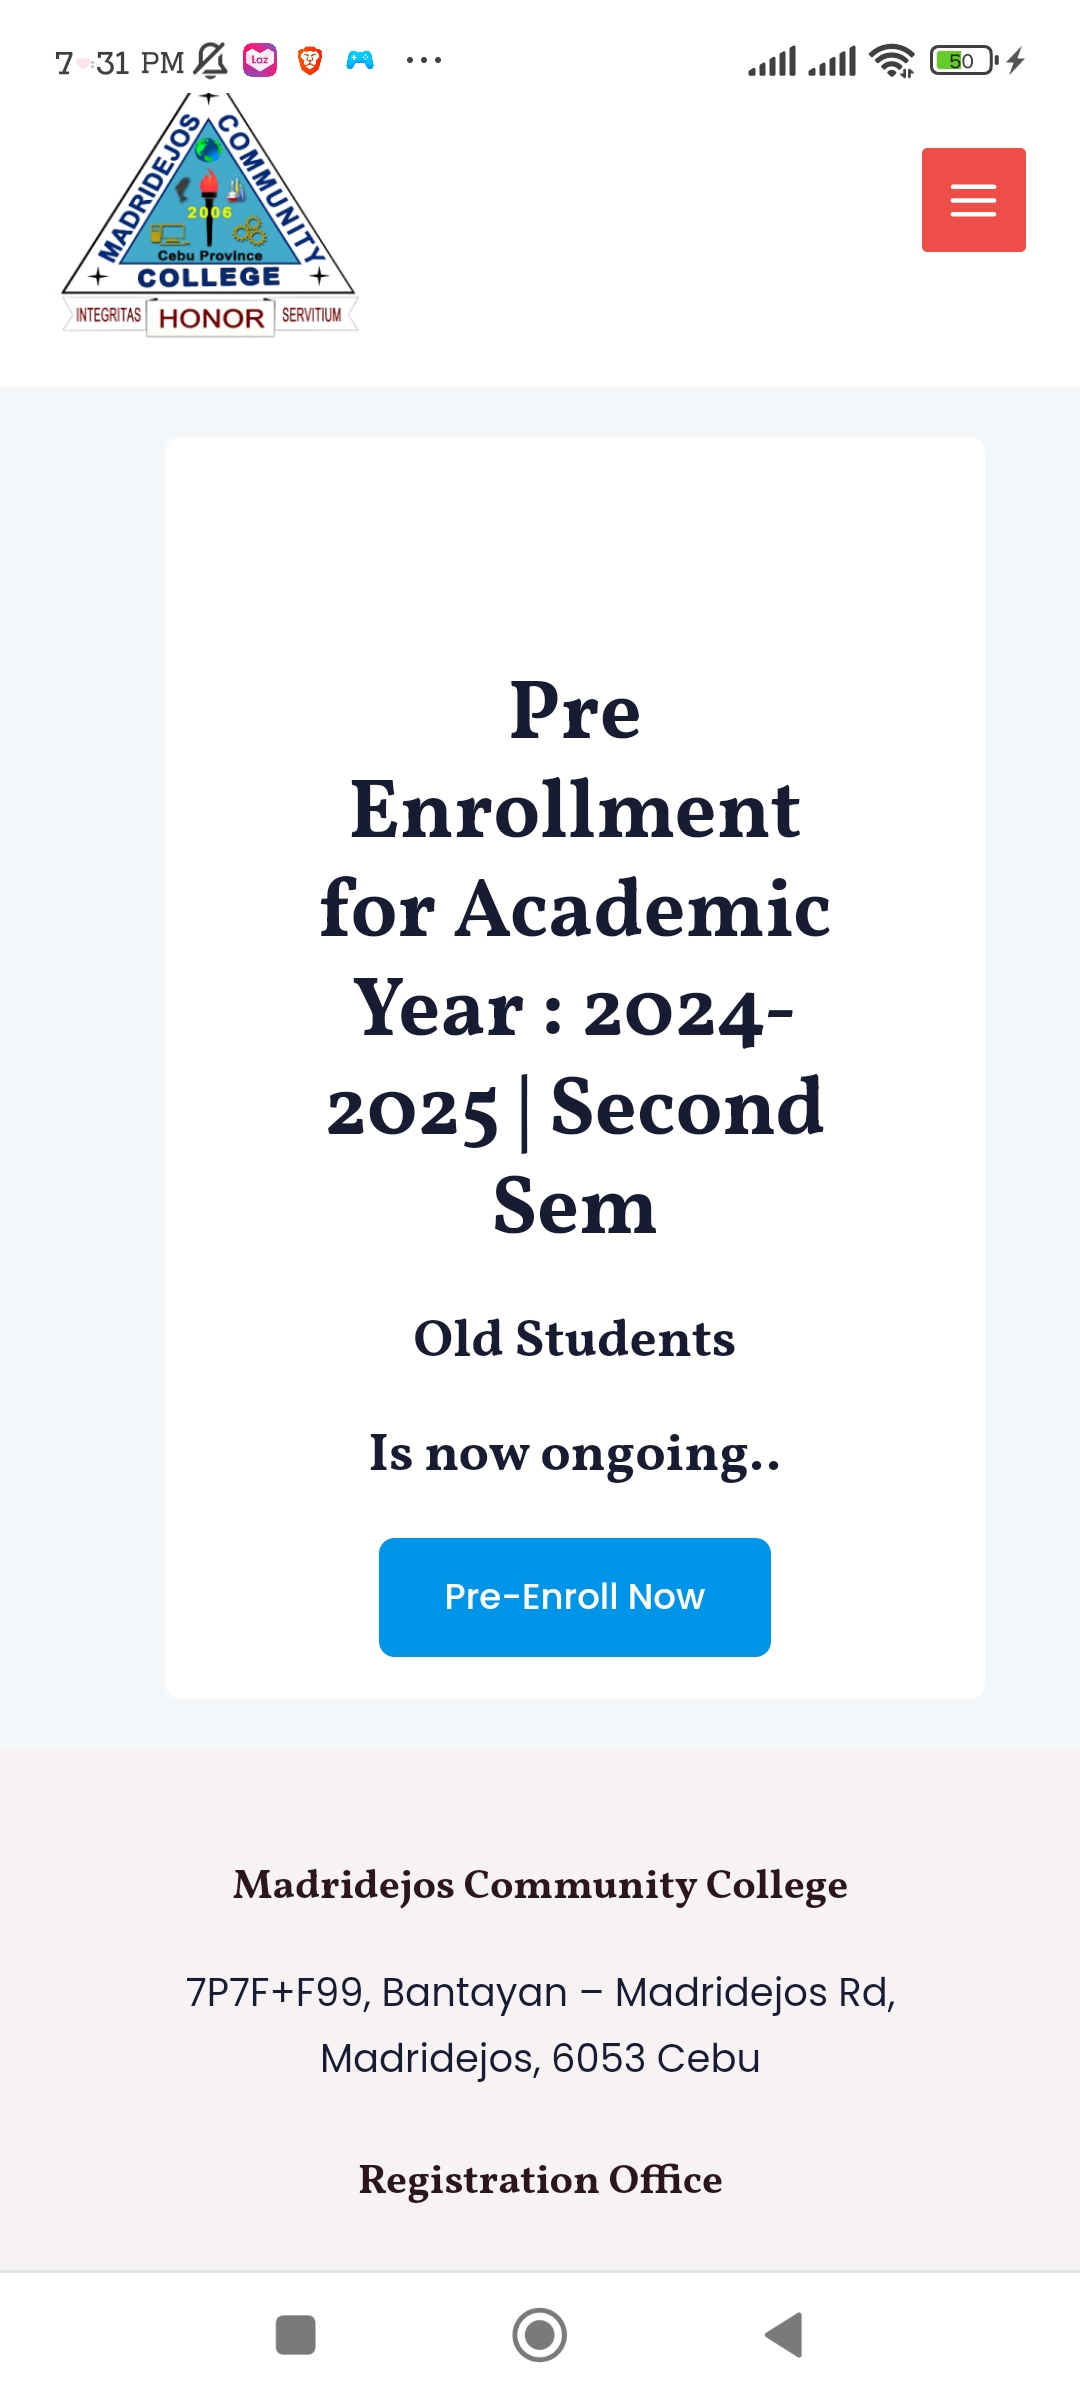 7:31 PM
Laz
50
MADRIDEJOS COMMUNITY
2006
Cebu Province
COLLEGE
INTEGRITAS HONOR SERVITIUM
Pre
Enrollment
for Academic
Year : 2024-
2025 | Second
Sem
Old Students
Is now ongoing..
Pre-Enroll Now
Madridejos Community College
7P7F+F99, Bantayan – Madridejos Rd,
Madridejos, 6053 Cebu
Registration Office